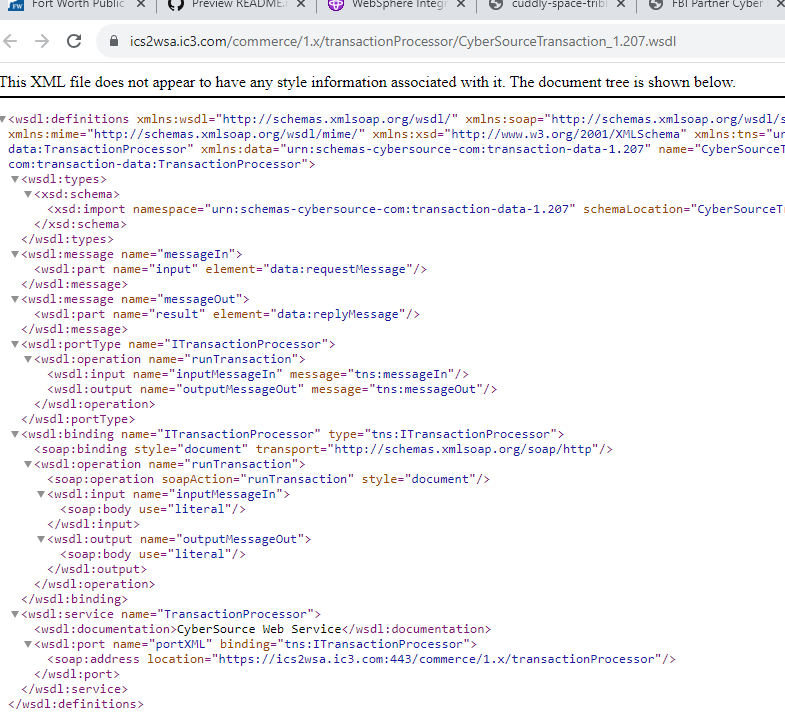 Fort Worth Public
Preview README.
WebSphere Integr
cuddly-space-trib
FBI Partner Cyber
ics2wsa.ic3.com/commerce/1.x/transactionProcessor/CyberSourceTransaction_1.207.wsdl
This XML file does not appear to have any style information associated with it. The document tree is shown below.
<wsdl:definitions xmlns:wsdl="http://schemas.xmlsoap.org/wsdl/" xmlns:soap="http://schemas.xmlsoap.org/wsdl/s
xmlns:mime="http://schemas.xmlsoap.org/wsdl/mime/" xmlns:xsd="http://www.w3.org/2001/XMLSchema" xmlns:tns="ur
data:TransactionProcessor" xmlns:data="urn:schemas-cybersource-com:transaction-data-1.207" name="CyberSourceT
com:transaction-data:TransactionProcessor">
<wsdl:types>
<xsd:schema>
<xsd:import namespace="urn:schemas-cybersource-com:transaction-data-1.207" schemaLocation="CyberSourceTr
</xsd:schema>
</wsdl:types>
<wsdl:message name="messageIn">
<wsdl:part name="input" element="data:requestMessage"/>
</wsdl:message>
<wsdl:message name="messageOut">
<wsdl:part name="result" element="data:replyMessage"/>
</wsdl:message>
<wsdl:portType name="ITransactionProcessor">
<wsdl:operation name="runTransaction">
<wsdl:input name="inputMessageIn" message="tns:messageIn"/>
<wsdl:output name="outputMessageOut" message="tns:messageOut"/>
</wsdl:operation>
</wsdl:portType>
<wsdl:binding name="ITransactionProcessor" type="tns:ITransactionProcessor">
<soap:binding style="document" transport="http://schemas.xmlsoap.org/soap/http"/>
<wsdl:operation name="runTransaction">
<soap:operation soapAction="runTransaction" style="document"/>
<wsdl:input name="inputMessageIn">
<soap:body use="literal"/>
</wsdl:input>
<wsdl:output name="outputMessageOut">
<soap:body use="literal"/>
</wsdl:output>
</wsdl:operation>
</wsdl:binding>
<wsdl:service name="TransactionProcessor">
<wsdl:documentation>CyberSource Web Service</wsdl:documentation>
<wsdl:port name="portXML" binding="tns:ITransactionProcessor">
<soap:address location="https://ics2wsa.ic3.com:443/commerce/1.x/transactionProcessor"/>
</wsdl:port>
</wsdl:service>
</wsdl:definitions>